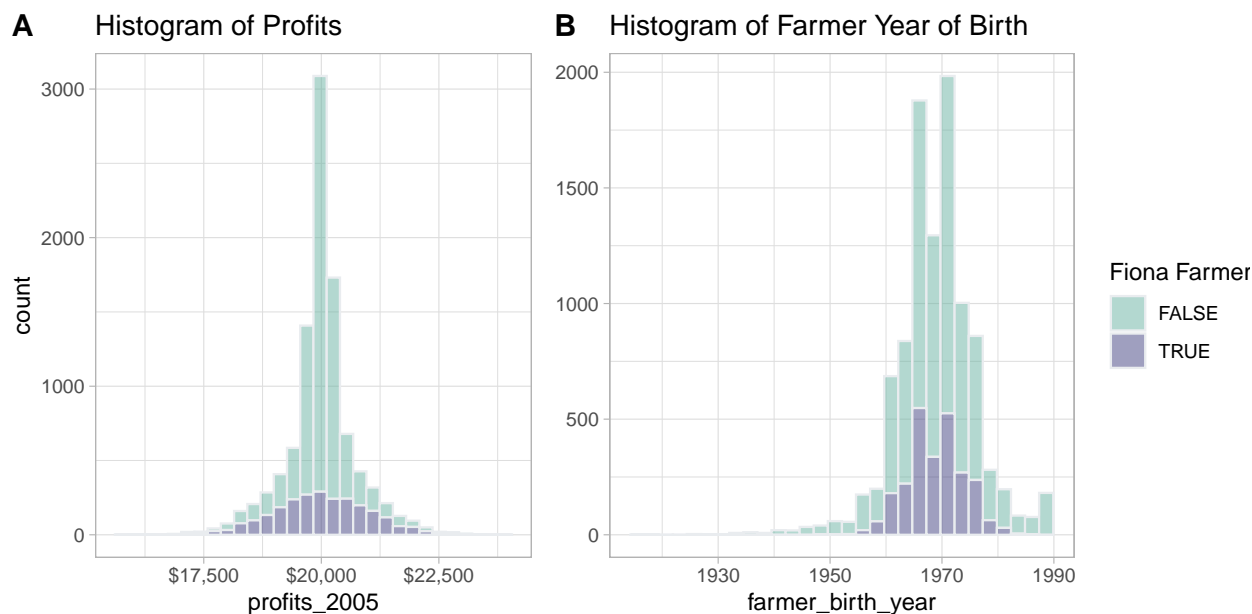 A Histogram of Profits
B Histogram of Farmer Year of Birth
3000
2000
1000
0
count
$17,500 $20,000 $22,500
profits_2005
2000
1500
1000
500
0
1930 1950 1970 1990
farmer_birth_year
Fiona Farmer
FALSE
TRUE